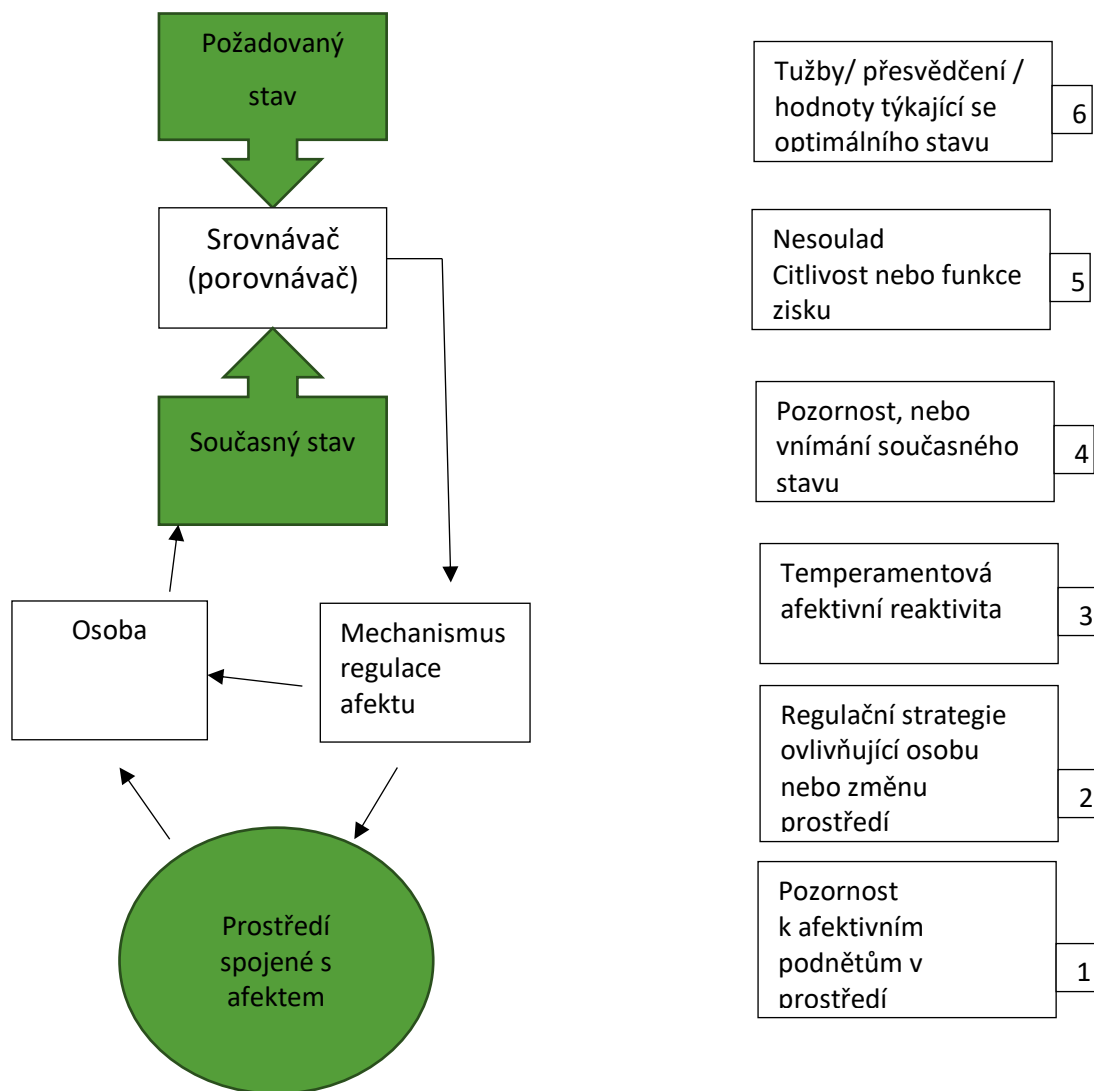 Požadovaný
stav
Srovnávač
(porovnávač)
Současný stav
Osoba
Mechanismus
regulace
afektu
Prostředí
spojené s
afektem
Tužby/ přesvědčení /
hodnoty týkající se
optimálního stavu
6
Nesoulad
Citlivost nebo funkce
zisku
5
Pozornost, nebo
vnímání současného
stavu
4
Temperamentová
afektivní reaktivita
3
Regulační strategie
ovlivňující osobu
nebo změnu
prostředí
2
Pozornost
k afektivním
podnětům v
prostředí
1